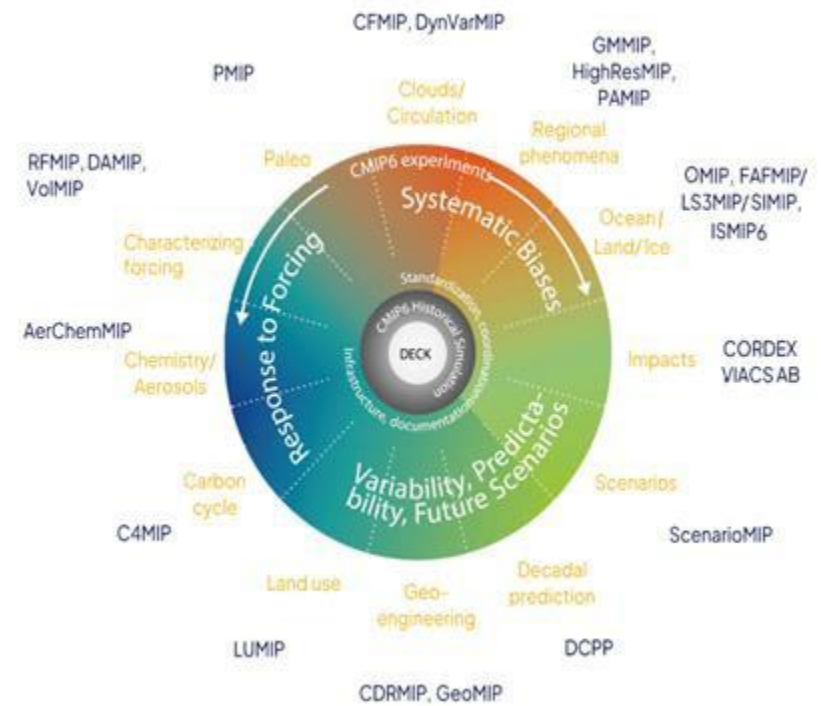 CFMIP, DynVarMIP
GMMIP,
HighResMIP,
PAMIP
PMIP
Clouds/
Circulation
Regional
phenomena
RFMIP, DAMIP,
VolMIP
Paleo
CMIP6 experiments
OMIP, FAFMIP/
LS3MIP/SIMIP,
ISMIP6
Systematic Biases
Ocean/
Land/Ice
Characterizing
forcing
Response to Forcing
Standardization, coordination,
Infrastructure, documentation
CMIP6 Historical Simulation
DECK
AerChemMIP
Chemistry/
Aerosols
Impacts
CORDEX
VIACS AB
Variability, Predicta-
bility, Future Scenarios
Carbon
cycle
Scenarios
C4MIP
ScenarioMIP
Land use
Geo-
engineering
Decadal
prediction
LUMIP
DCPP
CDRMIP, GeoMIP